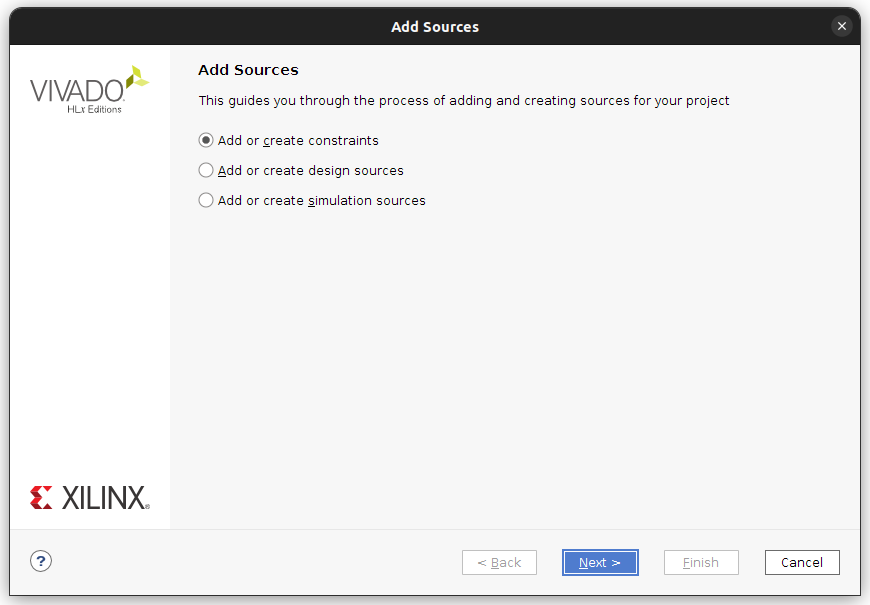 Add Sources
VIVADO.
HLx Editions
Add Sources
This guides you through the process of adding and creating sources for your project
Add or create constraints
Add or create design sources
Add or create simulation sources
XILINX®
?
< Back
Next >
Finish
Cancel